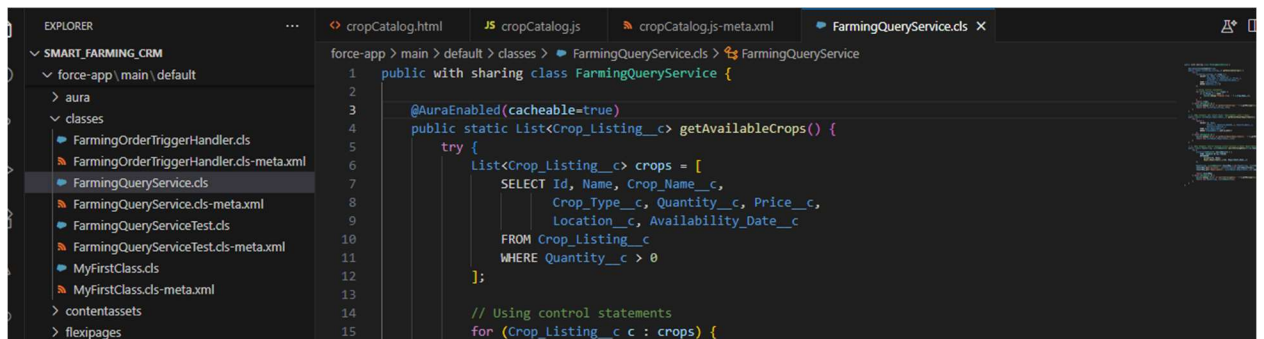 EXPLORER ...
cropCatalog.html JS cropCatalog.js cropCatalog.js-meta.xml FarmingQueryService.cls X
SMART_FARMING_CRM
force-app\main\default
aura
classes
FarmingOrderTriggerHandler.cls
FarmingOrderTriggerHandler.cls-meta.xml
FarmingQueryService.cls
FarmingQueryService.cls-meta.xml
FarmingQueryServiceTest.cls
FarmingQueryServiceTest.cls-meta.xml
MyFirstClass.cls
MyFirstClass.cls-meta.xml
contentassets
flexipages
force-app > main > default > classes > FarmingQueryService.cls > FarmingQueryService
1 public with sharing class FarmingQueryService {
2
3 @AuraEnabled(cacheable=true)
4 public static List<Crop_Listing__c> getAvailableCrops() {
5 try {
6 List<Crop_Listing__c> crops = [
7 SELECT Id, Name, Crop_Name__c,
8 Crop_Type__c, Quantity__c, Price__c,
9 Location__c, Availability_Date__c
10 FROM Crop_Listing__c
11 WHERE Quantity__c > 0
12 ];
13
14 // Using control statements
15 for (Crop_Listing__c c : crops) {